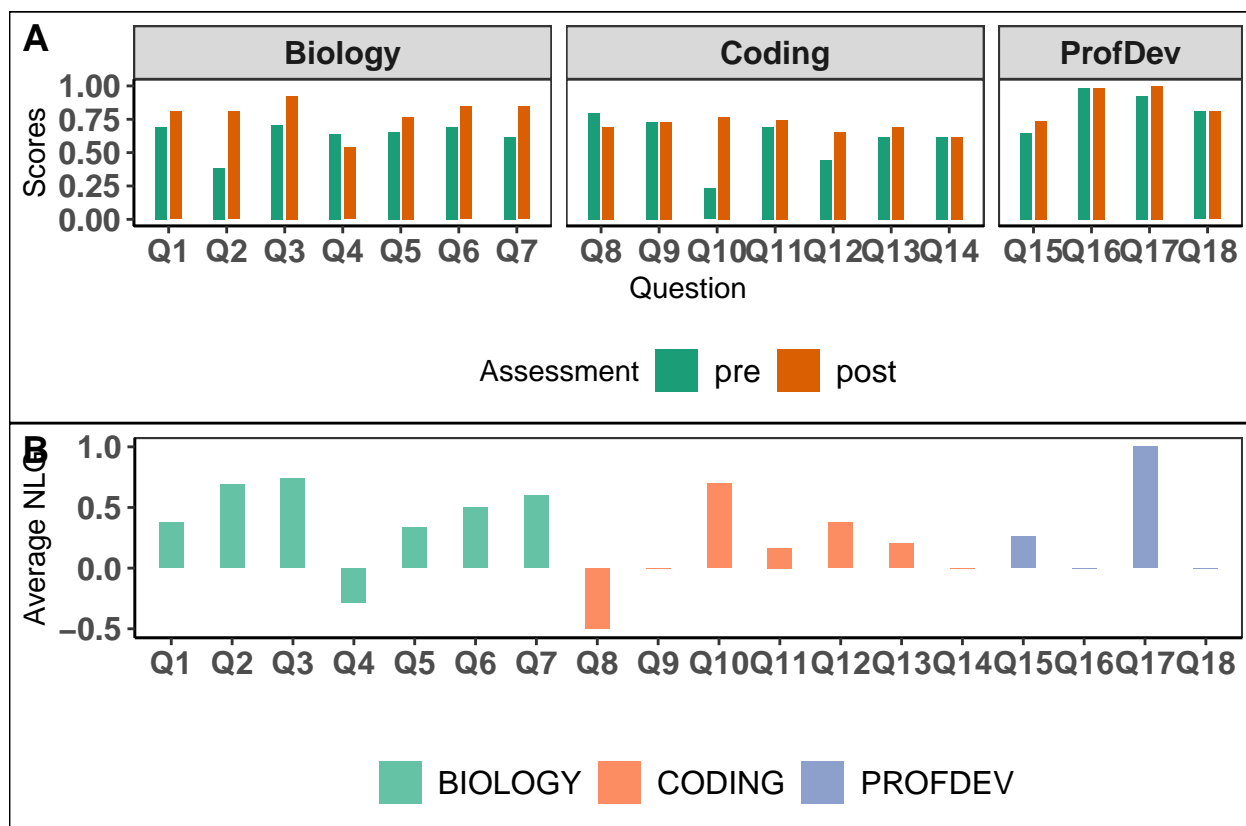 A
Biology Coding ProfDev
Scores
1.00
0.75
0.50
0.25
0.00
Q1 Q2 Q3 Q4 Q5 Q6 Q7 Q8 Q9 Q10 Q11 Q12 Q13 Q14 Q15 Q16 Q17 Q18
Question
Assessment pre post
B
Average NLG
1.0
0.5
0.0
−0.5
Q1 Q2 Q3 Q4 Q5 Q6 Q7 Q8 Q9 Q10 Q11 Q12 Q13 Q14 Q15 Q16 Q17 Q18
BIOLOGY CODING PROFDEV